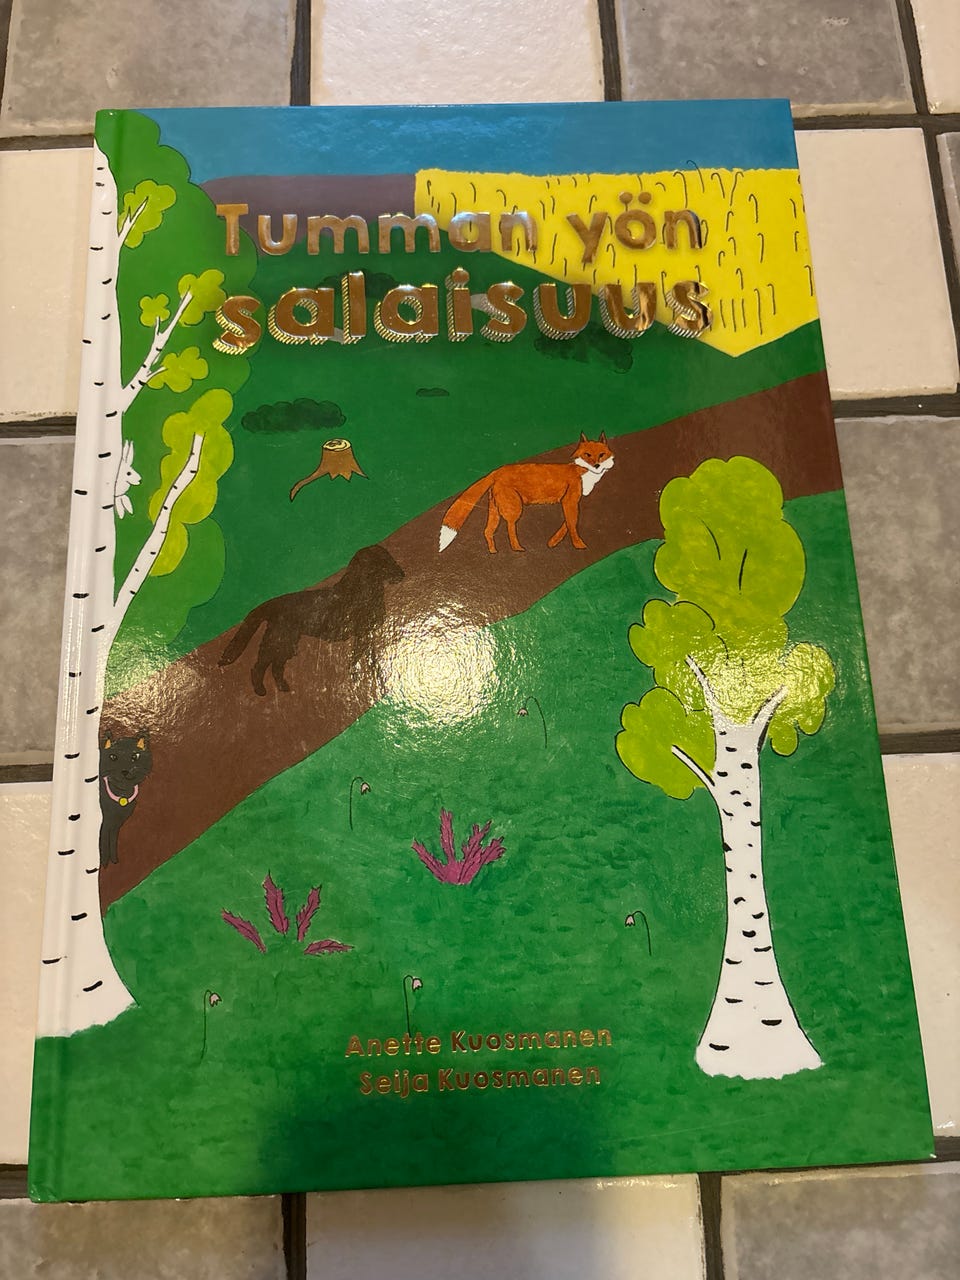 Tumman yön
salaisuus
Anette Kuosmanen
Seija Kuosmanen